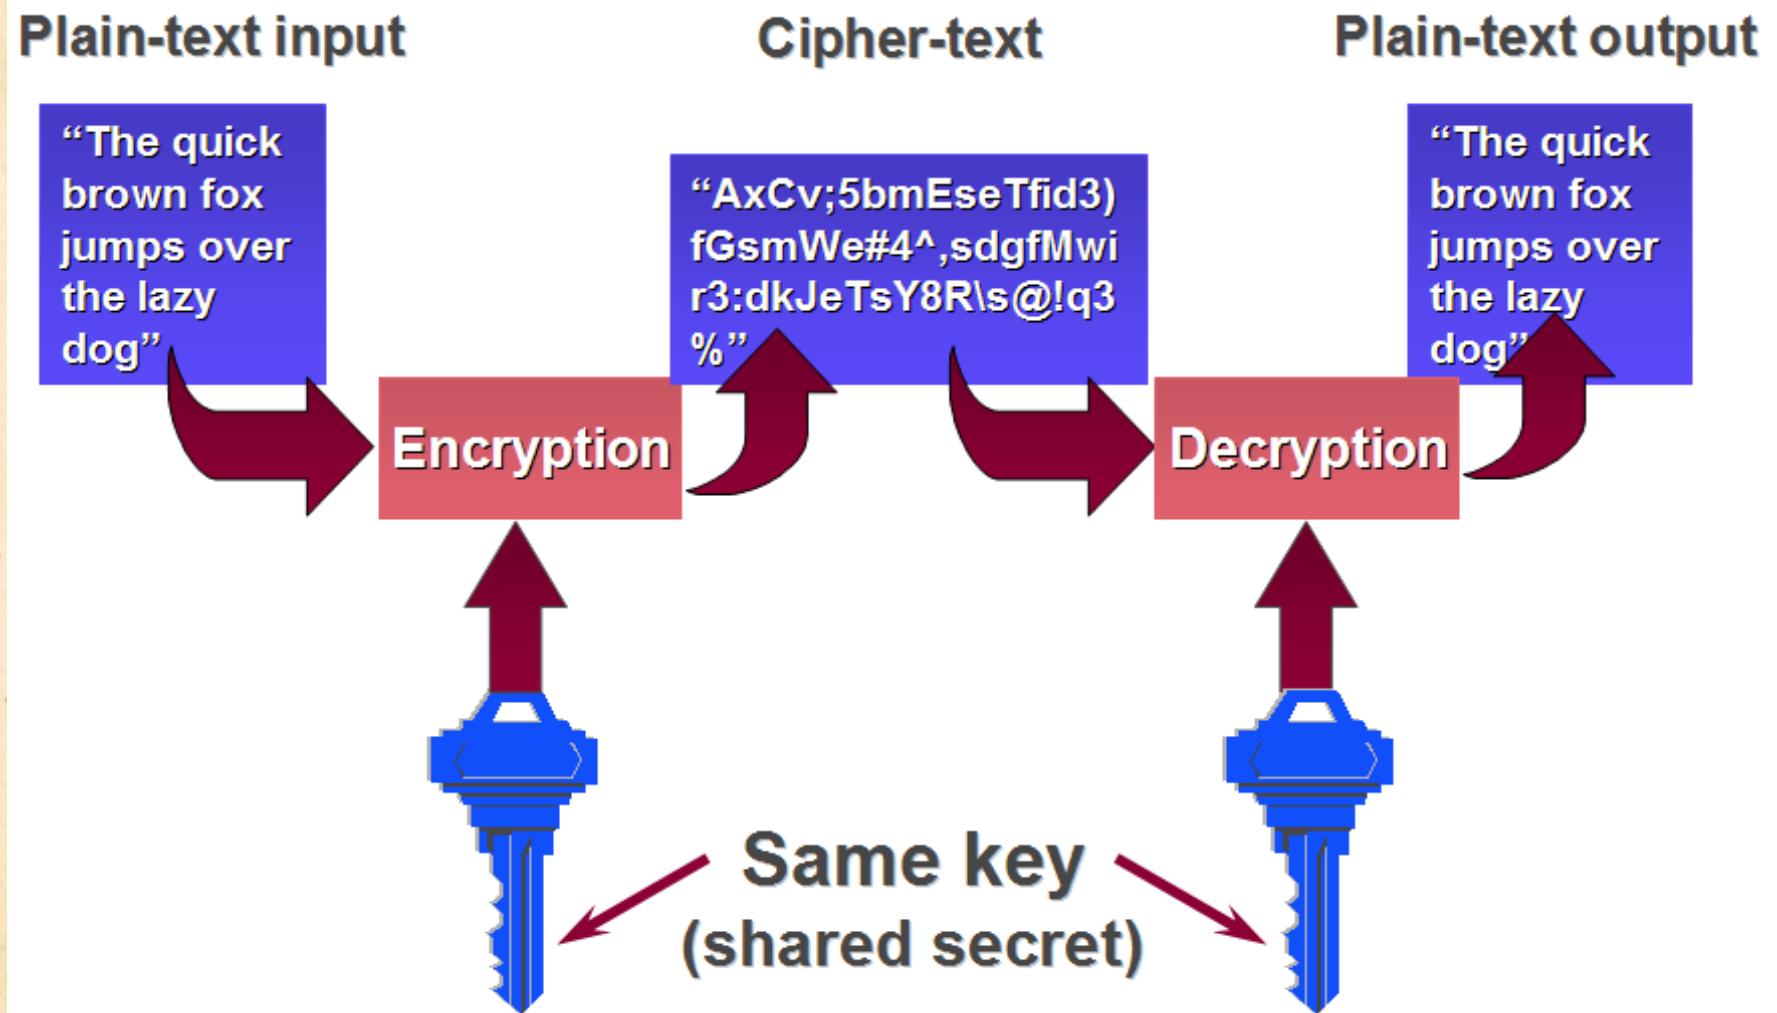 Plain-text input
Cipher-text
Plain-text output
“The quick
brown fox
jumps over
the lazy
dog”
“AxCv;5bmEseTfid3)
fGsmWe#4^,sdgfMwi
r3:dkJeTsY8R\s@!q3
%”
“The quick
brown fox
jumps over
the lazy
dog”
Encryption
Decryption
Same key
(shared secret)